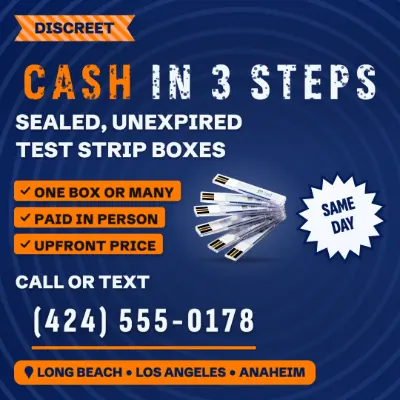 DISCREET
CASH IN 3 STEPS
SEALED, UNEXPIRED
TEST STRIP BOXES
✓ ONE BOX OR MANY
✓ PAID IN PERSON
✓ UPFRONT PRICE
SAME
DAY
CALL OR TEXT
(424) 555-0178
LONG BEACH • LOS ANGELES • ANAHEIM